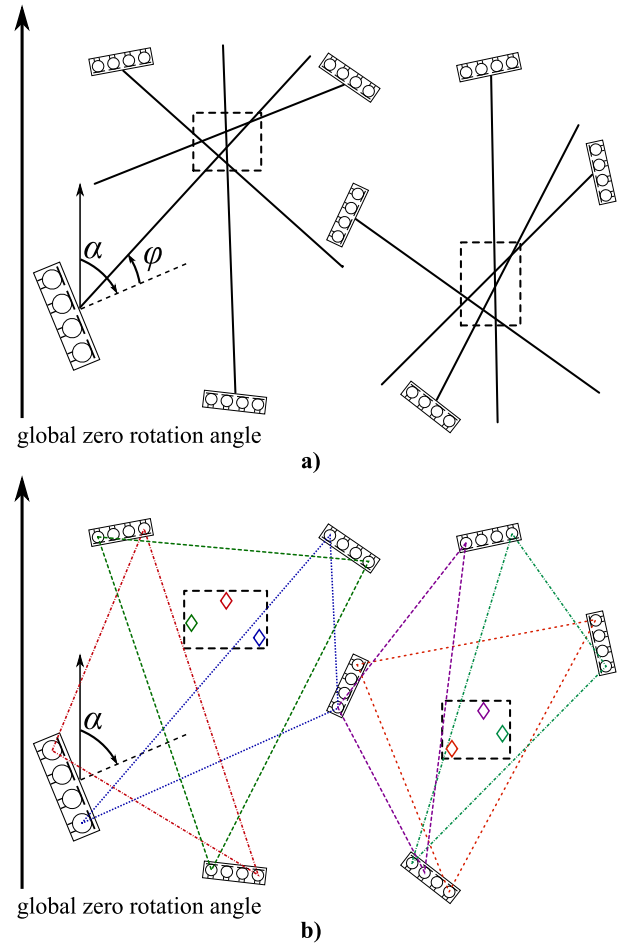 α
φ
global zero rotation angle
a)
α
global zero rotation angle
b)